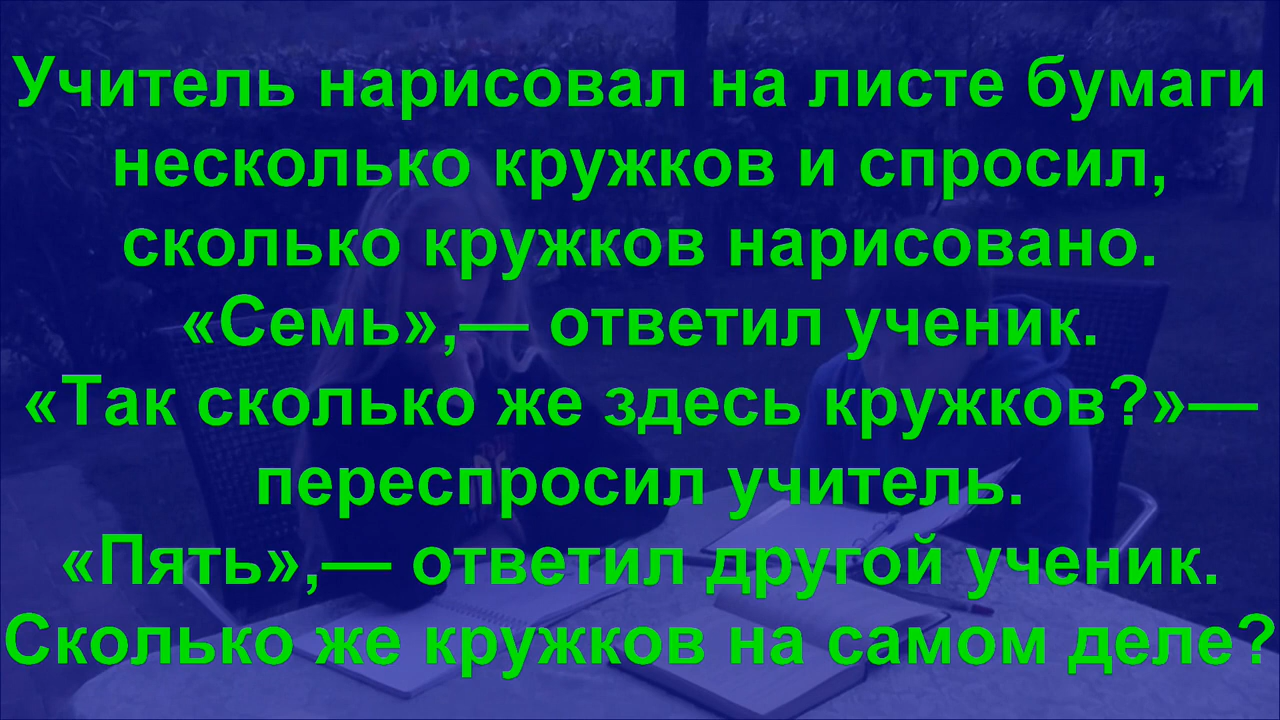 Учитель нарисовал на листе бумаги
несколько кружков и спросил,
сколько кружков нарисовано.
«Семь»,— ответил ученик.
«Так сколько же здесь кружков?»—
переспросил учитель.
«Пять»,— ответил другой ученик.
Сколько же кружков на самом деле?